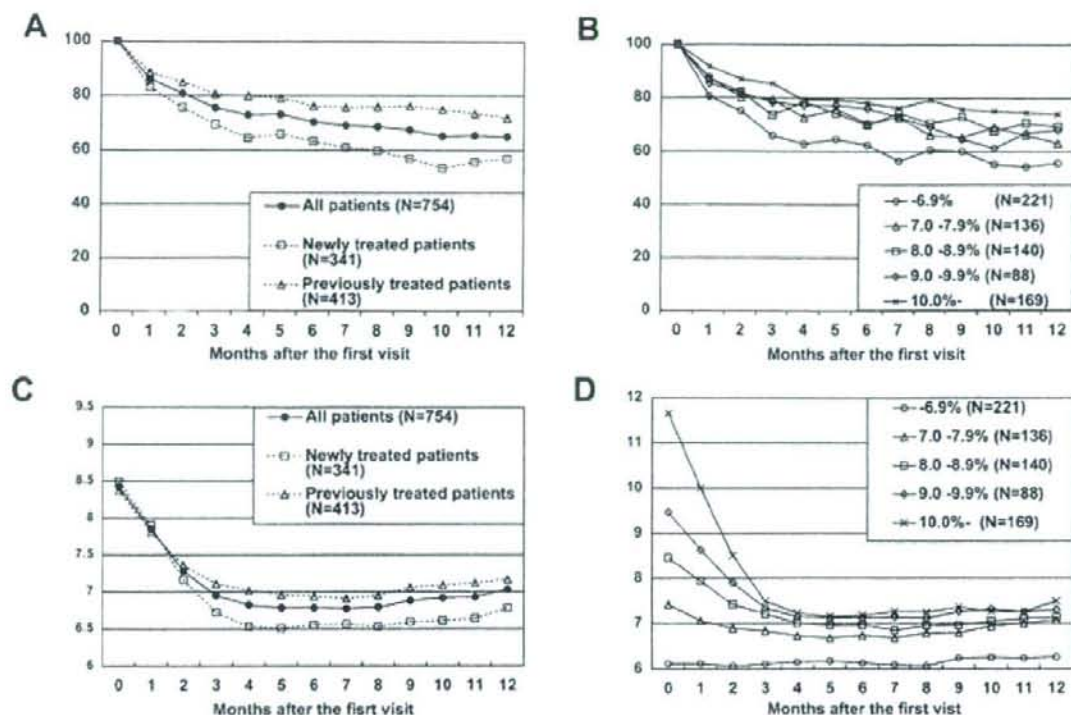 A
100
80
60
40
20
0
All patients (N=754)
Newly treated patients
(N=341)
Previously treated patients
(N=413)
0 1 2 3 4 5 6 7 8 9 10 11 12
Months after the first visit
B
100
80
60
40
20
0
-6.9% (N=221)
7.0 -7.9% (N=136)
8.0 -8.9% (N=140)
9.0 -9.9% (N=88)
10.0%- (N=169)
0 1 2 3 4 5 6 7 8 9 10 11 12
Months after the first visit
C
9.5
9
8.5
8
7.5
7
6.5
6
All patients (N=754)
Newly treated patients
(N=341)
Previously treated patients
(N=413)
0 1 2 3 4 5 6 7 8 9 10 11 12
Months after the fisrt visit
D
12
11
10
9
8
7
6
-6.9% (N=221)
7.0 -7.9% (N=136)
8.0 -8.9% (N=140)
9.0 -9.9% (N=88)
10.0%- (N=169)
0 1 2 3 4 5 6 7 8 9 10 11 12
Months after the first vist